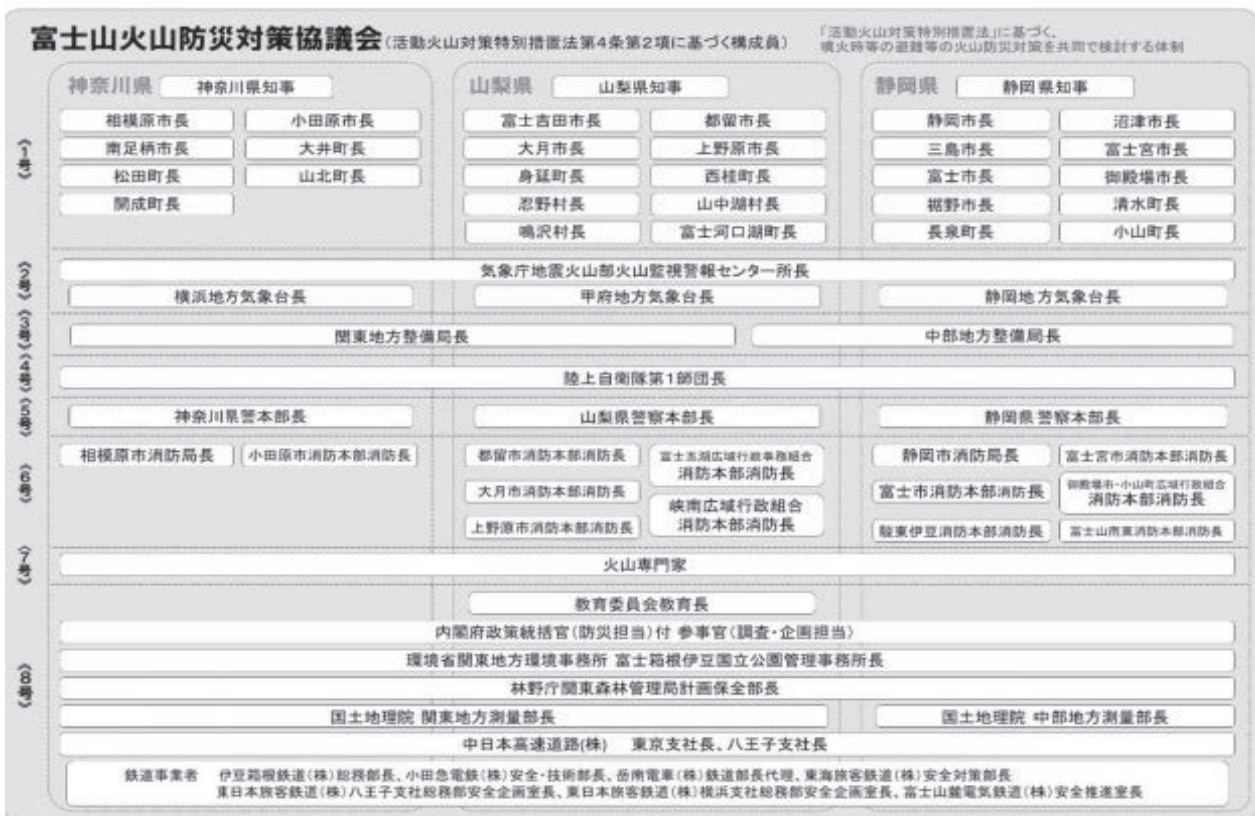 富士山火山防災対策協議会(活動火山対策特別措置法第4条第2項に基づく構成員)
「活動火山対策特別措置法」に基づく、
噴火時等の避難等の火山防災対策を共同で検討する体制
神奈川県 神奈川県知事 山梨県 山梨県知事 静岡県 静岡県知事
《1号》
相模原市長 小田原市長 富士吉田市長 都留市長 静岡市長 沼津市長
南足柄市長 大井町長 大月市長 上野原市長 三島市長 富士宮市長
松田町長 山北町長 身延町長 西桂町長 富士市長 御殿場市長
開成町長 忍野村長 山中湖村長 裾野市長 清水町長
鳴沢村長 富士河口湖町長 長泉町長 小山町長
《2号》
気象庁地震火山部火山監視警報センター所長
横浜地方気象台長 甲府地方気象台長 静岡地方気象台長
《3号》
関東地方整備局長 中部地方整備局長
《4号》
陸上自衛隊第1師団長
《5号》
神奈川県警本部長 山梨県警察本部長 静岡県警察本部長
《6号》
相模原市消防局長 小田原市消防本部消防長
都留市消防本部消防長 富士五湖広域行政事務組合
消防本部消防長
大月市消防本部消防長 峡南広域行政組合
消防本部消防長
上野原市消防本部消防長
静岡市消防局長 富士宮市消防本部消防長
富士市消防本部消防長 御殿場市・小山町広域行政組合
消防本部消防長
駿東伊豆消防本部消防長 富士山南東消防本部消防長
《7号》
火山専門家
《8号》
教育委員会教育長
内閣府政策統括官(防災担当)付 参事官(調査・企画担当)
環境省関東地方環境事務所 富士箱根伊豆国立公園管理事務所長
林野庁関東森林管理局計画保全部長
国土地理院 関東地方測量部長 国土地理院 中部地方測量部長
中日本高速道路(株) 東京支社長、八王子支社長
鉄道事業者 伊豆箱根鉄道(株)総務部長、小田急電鉄(株)安全・技術部長、岳南電車(株)鉄道部長代理、東海旅客鉄道(株)安全対策部長
東日本旅客鉄道(株)八王子支社総務部安全企画室長、東日本旅客鉄道(株)横浜支社総務部安全企画室長、富士山麓電気鉄道(株)安全推進室長